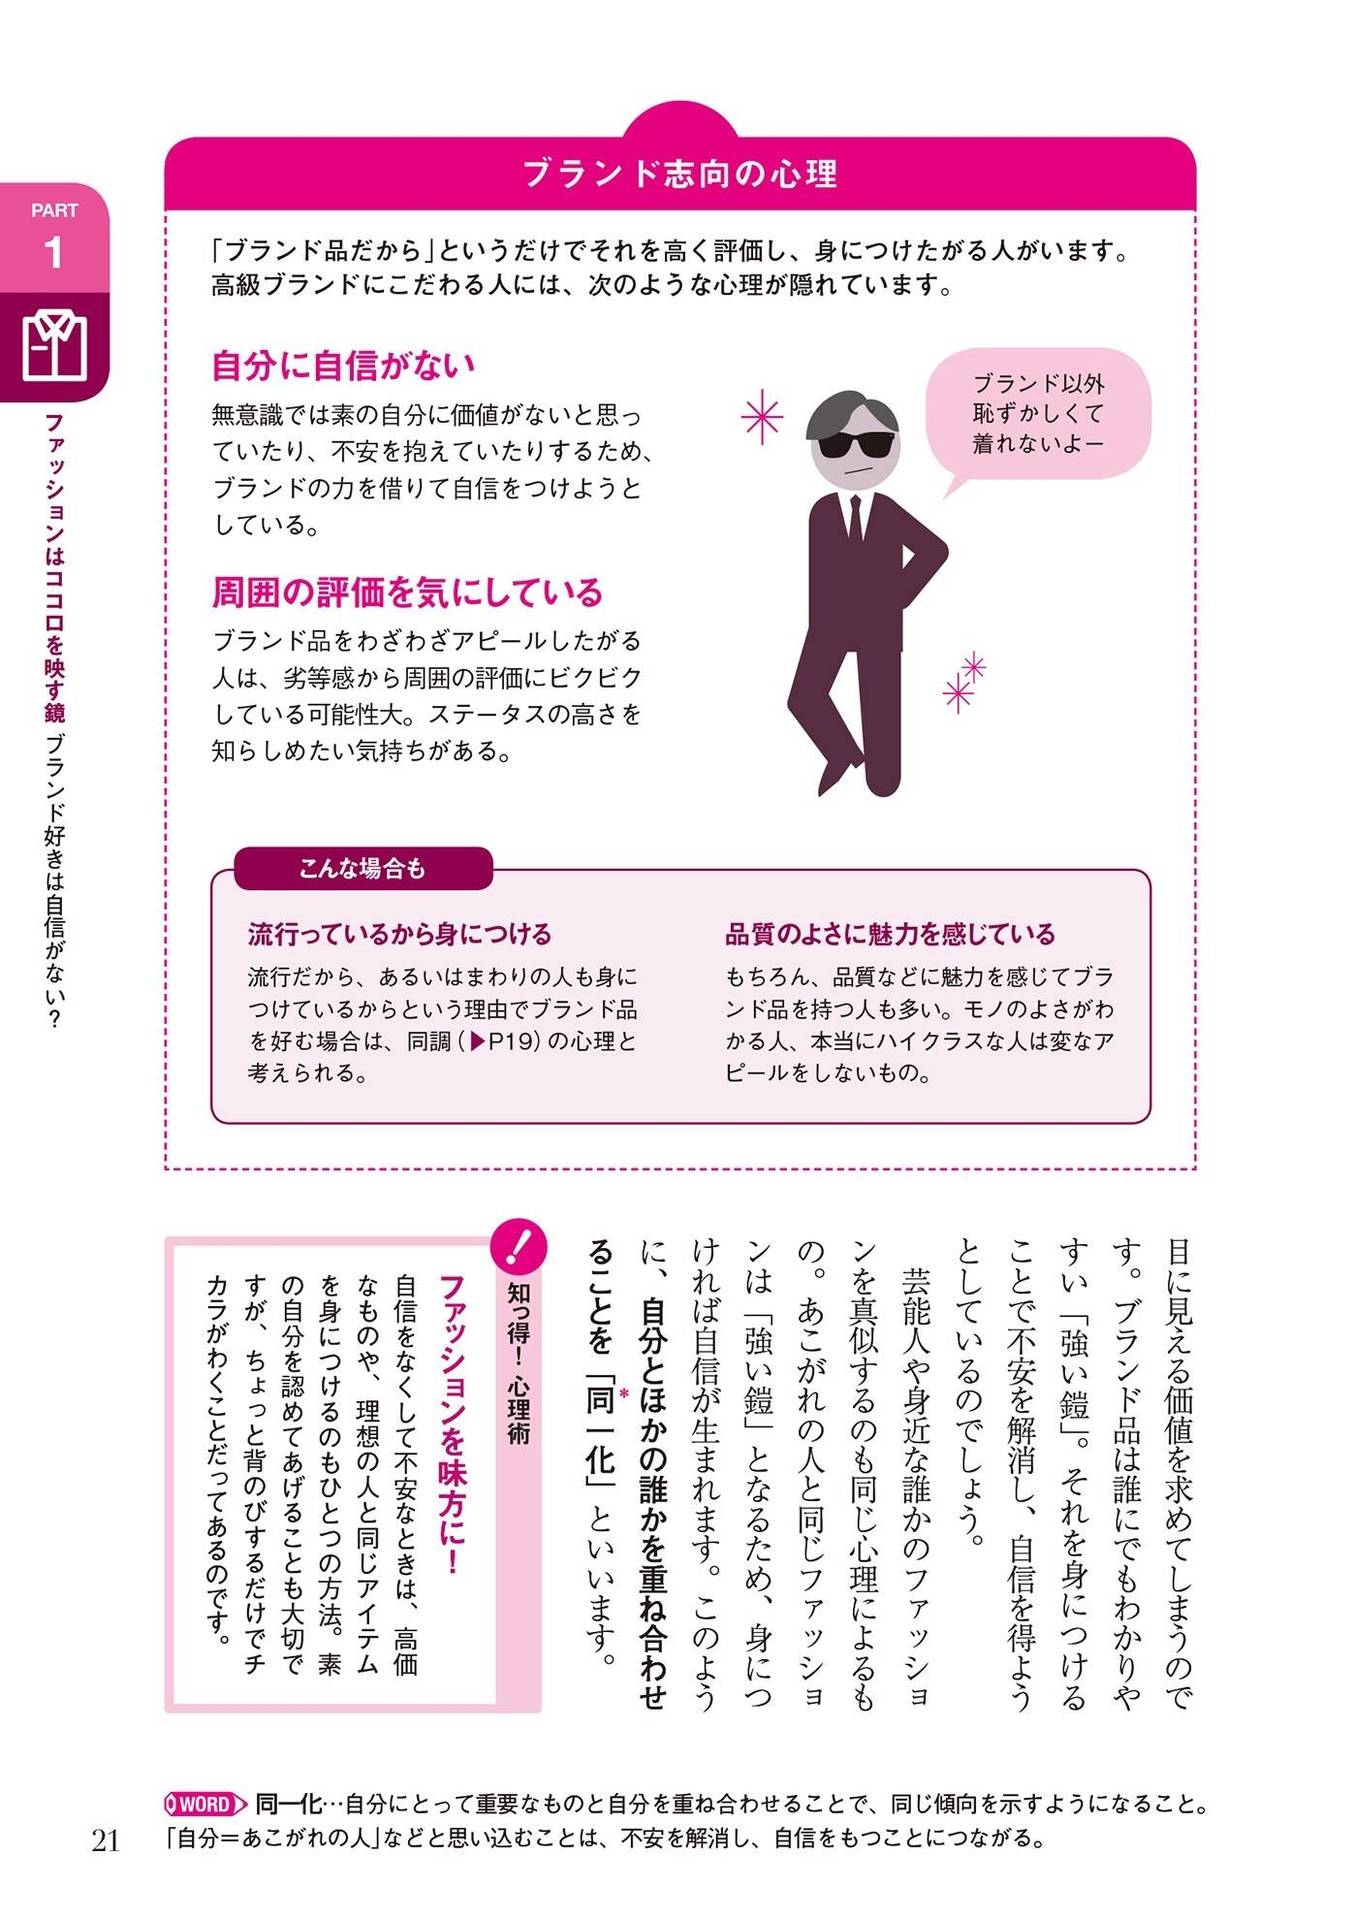 PART
1
ファッションはココロを映す鏡 ブランド好きは自信がない?
ブランド志向の心理
「ブランド品だから」というだけでそれを高く評価し、身につけたがる人がいます。
高級ブランドにこだわる人には、次のような心理が隠れています。
自分に自信がない
無意識では素の自分に価値がないと思っ
ていたり、不安を抱えていたりするため、
ブランドの力を借りて自信をつけようと
している。
ブランド以外
恥ずかしくて
着れないよー
周囲の評価を気にしている
ブランド品をわざわざアピールしたがる
人は、劣等感から周囲の評価にビクビク
している可能性大。ステータスの高さを
知らしめたい気持ちがある。
こんな場合も
流行っているから身につける
流行だから、あるいはまわりの人も身に
つけているからという理由でブランド品
を好む場合は、同調(▶P19)の心理と
考えられる。
品質のよさに魅力を感じている
もちろん、品質などに魅力を感じてブラ
ンド品を持つ人も多い。モノのよさがわ
かる人、本当にハイクラスな人は変なア
ピールをしないもの。
目に見える価値を求めてしまうので
す。ブランド品は誰にでもわかりや
すい「強い鎧」。それを身につける
ことで不安を解消し、自信を得よう
としているのでしょう。
芸能人や身近な誰かのファッショ
ンを真似するのも同じ心理によるも
の。あこがれの人と同じファッショ
ンは「強い鎧」となるため、身につ
ければ自信が生まれます。このよう
に、自分とほかの誰かを重ね合わせ
ることを「同一化*」といいます。
! 知っ得! 心理術
ファッションを味方に!
自信をなくして不安なときは、高価
なものや、理想の人と同じアイテム
を身につけるのもひとつの方法。素
の自分を認めてあげることも大切で
すが、ちょっと背のびするだけでチ
カラがわくことだってあるのです。
WORD 同一化…自分にとって重要なものと自分を重ね合わせることで、同じ傾向を示すようになること。
「自分=あこがれの人」などと思い込むことは、不安を解消し、自信をもつことにつながる。
21